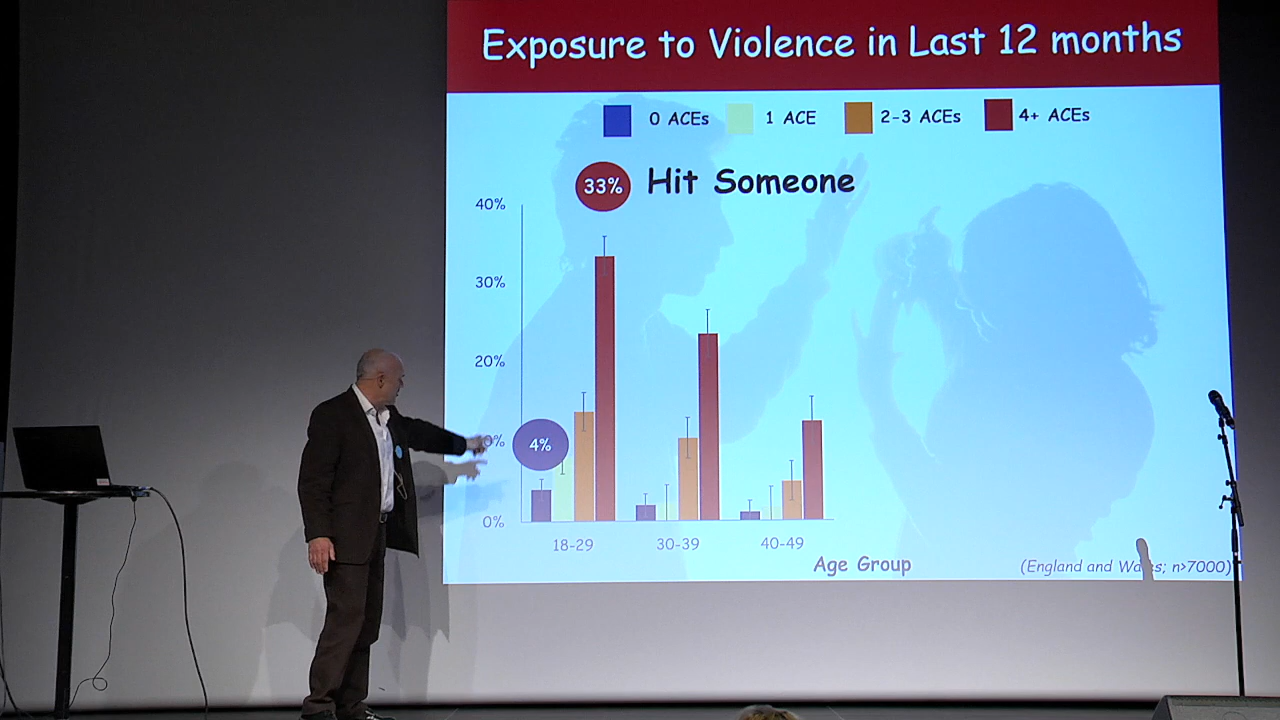 Exposure to Violence in Last 12 months
0 ACEs 1 ACE 2-3 ACEs 4+ ACEs
33% Hit Someone
40%
30%
20%
0%
4%
0%
18-29 30-39 40-49
Age Group
(England and Wales; n>7000)